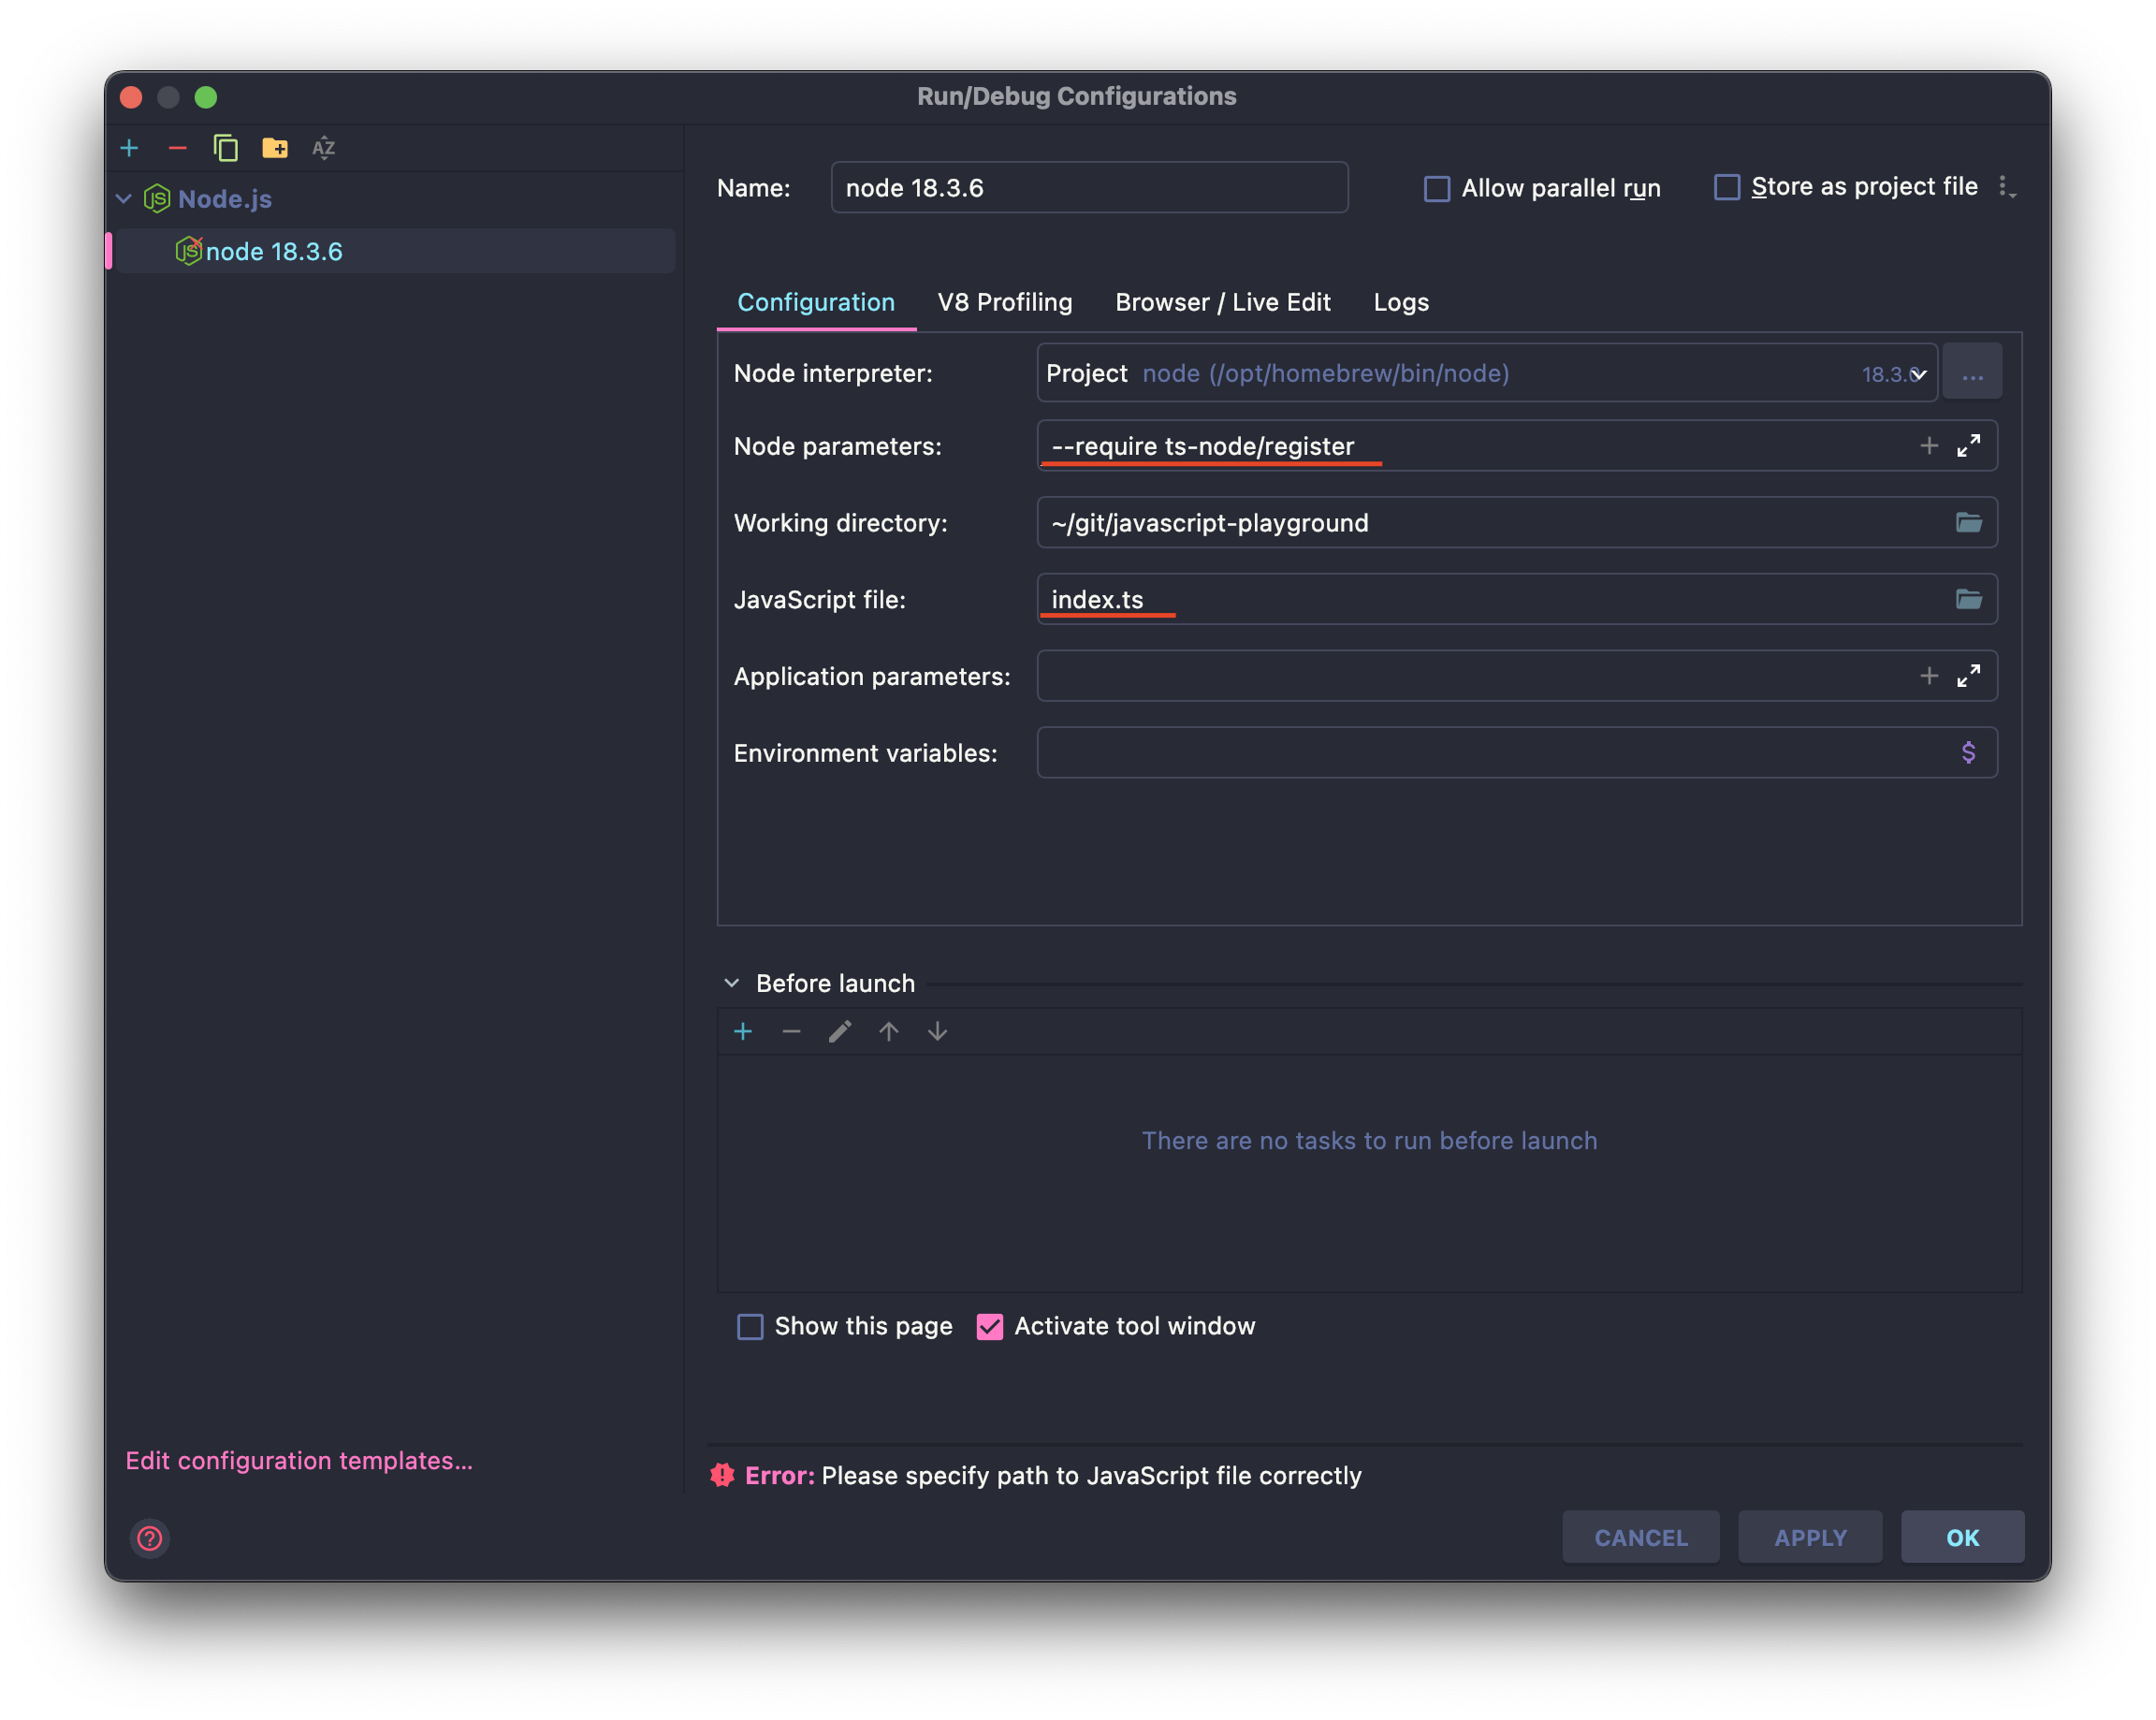 Run/Debug Configurations
AZ
Node.js
node 18.3.6
Name: node 18.3.6 Allow parallel run Store as project file
Configuration V8 Profiling Browser / Live Edit Logs
Node interpreter: Project node (/opt/homebrew/bin/node) ...
Node parameters: --require ts-node/register
Working directory: ~/git/javascript-playground
JavaScript file: index.ts
Application parameters:
Environment variables: $
Before launch
There are no tasks to run before launch
Show this page Activate tool window
Edit configuration templates...
Error: Please specify path to JavaScript file correctly
? CANCEL APPLY OK